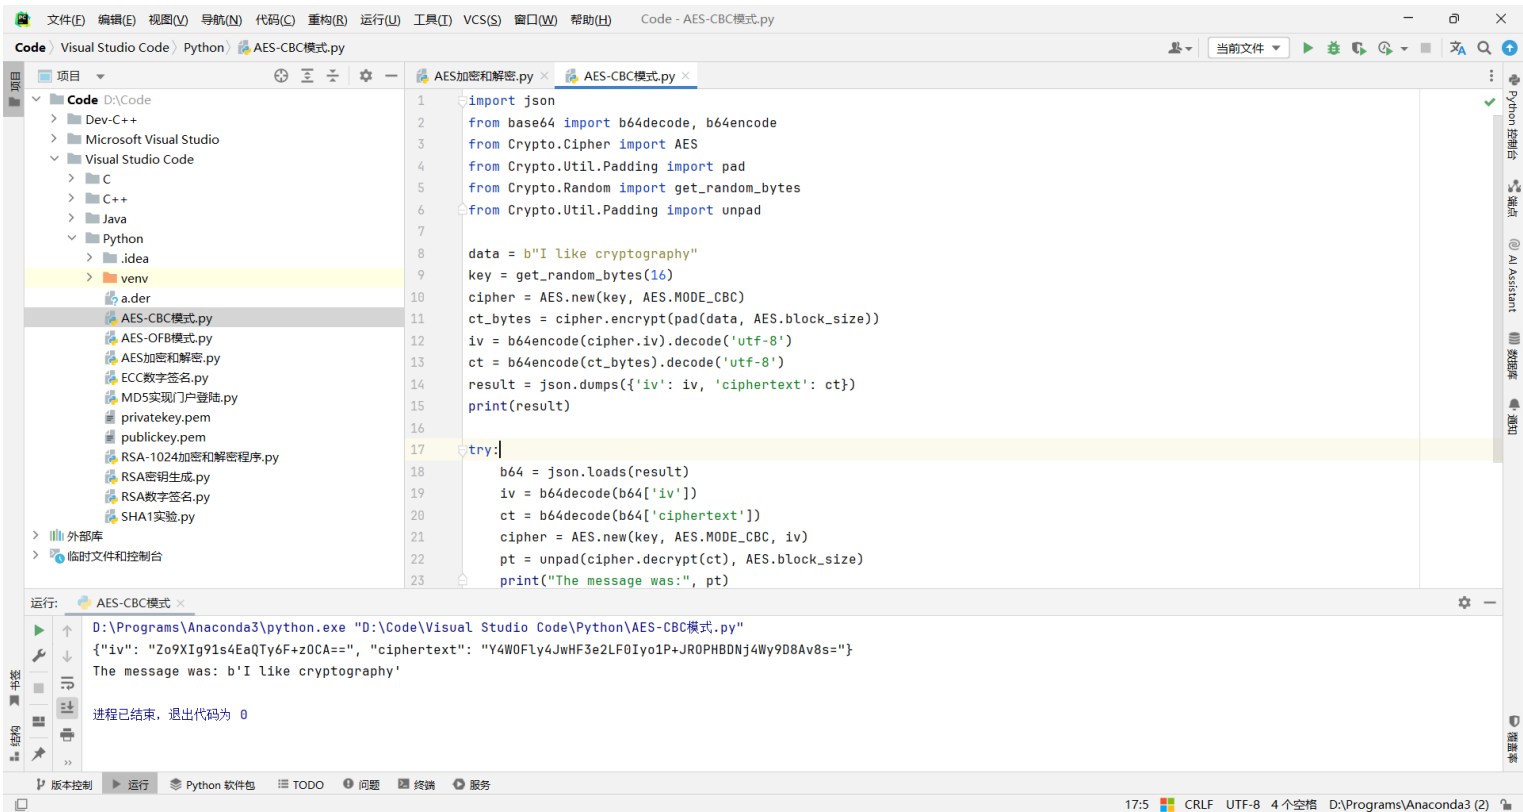 文件(F) 编辑(E) 视图(V) 导航(N) 代码(C) 重构(R) 运行(U) 工具(T) VCS(S) 窗口(W) 帮助(H) Code - AES-CBC模式.py
Code Visual Studio Code Python AES-CBC模式.py 当前文件
项目
项目
AES加密和解密.py AES-CBC模式.py
Code D:\Code
Dev-C++
Microsoft Visual Studio
Visual Studio Code
C
C++
Java
Python
.idea
venv
a.der
AES-CBC模式.py
AES-OFB模式.py
AES加密和解密.py
ECC数字签名.py
MD5实现门户登陆.py
privatekey.pem
publickey.pem
RSA-1024加密和解密程序.py
RSA密钥生成.py
RSA数字签名.py
SHA1实验.py
外部库
临时文件和控制台
1 import json
2 from base64 import b64decode, b64encode
3 from Crypto.Cipher import AES
4 from Crypto.Util.Padding import pad
5 from Crypto.Random import get_random_bytes
6 from Crypto.Util.Padding import unpad
7
8 data = b"I like cryptography"
9 key = get_random_bytes(16)
10 cipher = AES.new(key, AES.MODE_CBC)
11 ct_bytes = cipher.encrypt(pad(data, AES.block_size))
12 iv = b64encode(cipher.iv).decode('utf-8')
13 ct = b64encode(ct_bytes).decode('utf-8')
14 result = json.dumps({'iv': iv, 'ciphertext': ct})
15 print(result)
16
17 try:
18 b64 = json.loads(result)
19 iv = b64decode(b64['iv'])
20 ct = b64decode(b64['ciphertext'])
21 cipher = AES.new(key, AES.MODE_CBC, iv)
22 pt = unpad(cipher.decrypt(ct), AES.block_size)
23 print("The message was:", pt)
Python 控制台
端点
AI Assistant
数据库
通知
覆盖率
运行: AES-CBC模式
D:\Programs\Anaconda3\python.exe "D:\Code\Visual Studio Code\Python\AES-CBC模式.py"
{"iv": "Zo9XIg91s4EaQTy6F+zOCA==", "ciphertext": "Y4WOFly4JwHF3e2LF0Iyo1P+JROPHBDNj4Wy9D8Av8s="}
The message was: b'I like cryptography'
进程已结束，退出代码为 0
书签
结构
版本控制 运行 Python 软件包 TODO 问题 终端 服务
17:5 CRLF UTF-8 4 个空格 D:\Programs\Anaconda3 (2)